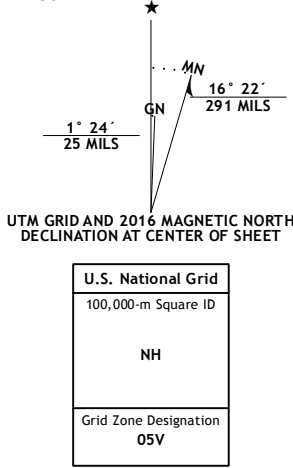 ★
MN
GN
16° 22´
291 MILS
1° 24´
25 MILS
UTM GRID AND 2016 MAGNETIC NORTH
DECLINATION AT CENTER OF SHEET
U.S. National Grid
100,000-m Square ID
NH
Grid Zone Designation
05V